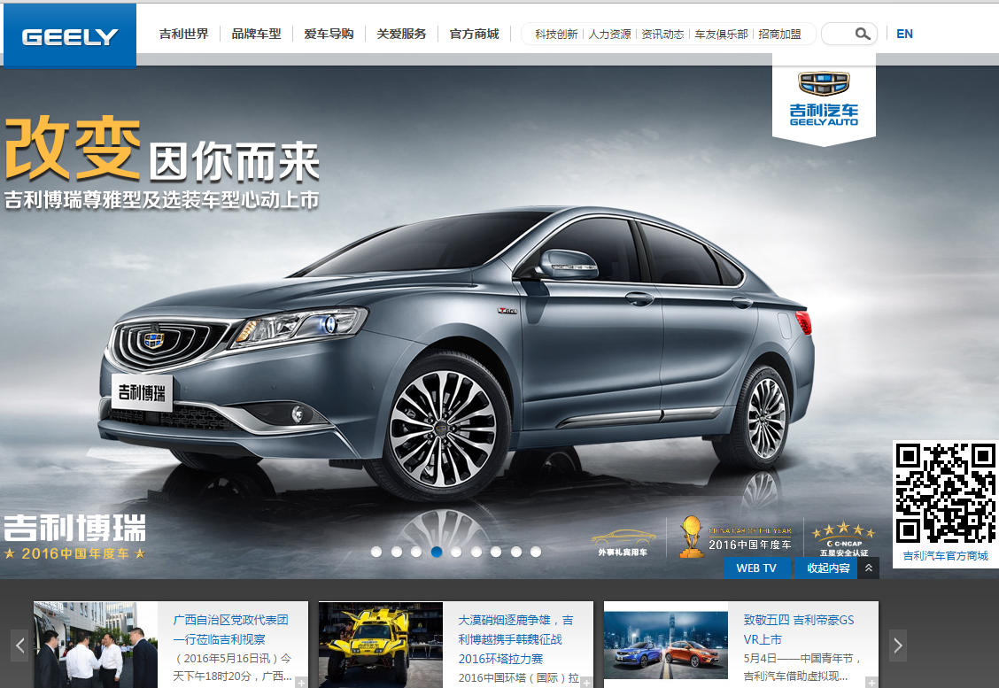 GEELY
吉利世界
品牌车型
爱车导购
关爱服务
官方商城
科技创新
人力资源
资讯动态
车友俱乐部
招商加盟
EN
吉利汽车
GEELY AUTO
改变因你而来
吉利博瑞尊雅型及选装车型心动上市
吉利博瑞
吉利博瑞
2016中国年度车
外事礼宾用车
CHINA CAR OF THE YEAR
2016中国年度车
C-NCAP
五星安全认证
吉利汽车官方商城
WEB TV
收起内容
广西自治区党政代表团
一行莅临吉利视察
(2016年5月16日讯)今
天下午18时20分,广西...
大漠硝烟逐鹿争雄,吉
利博越携手韩魏征战
2016环塔拉力赛
2016中国环塔(国际)拉
致敬五四 吉利帝豪GS
VR上市
5月4日——中国青年节,
吉利汽车借助虚拟现...